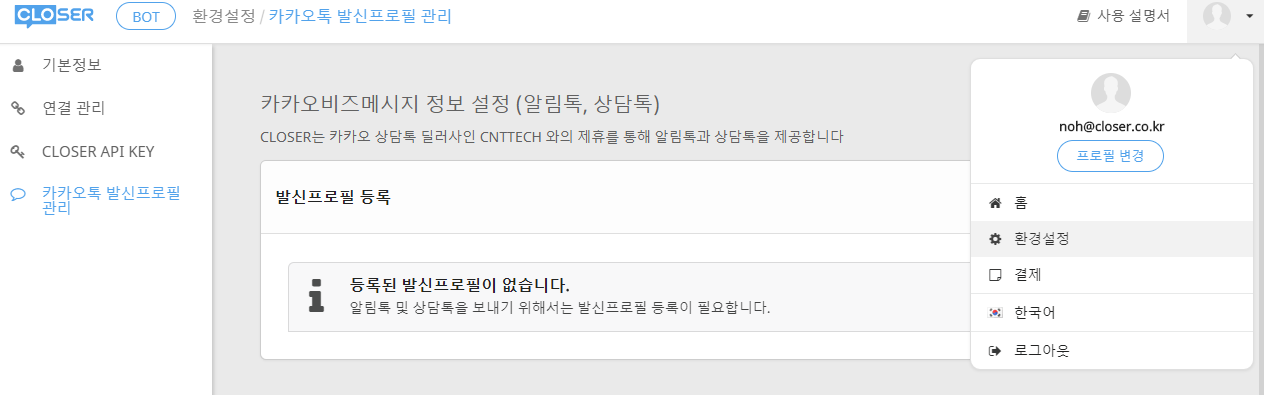 CLOSER BOT 환경설정 / 카카오톡 발신프로필 관리 사용 설명서
기본정보
연결 관리
CLOSER API KEY
카카오톡 발신프로필
관리
카카오비즈메시지 정보 설정 (알림톡, 상담톡)
CLOSER는 카카오 상담톡 딜러사인 CNTTECH 와의 제휴를 통해 알림톡과 상담톡을 제공합니다
발신프로필 등록
등록된 발신프로필이 없습니다.
알림톡 및 상담톡을 보내기 위해서는 발신프로필 등록이 필요합니다.
noh@closer.co.kr
프로필 변경
홈
환경설정
결제
한국어
로그아웃